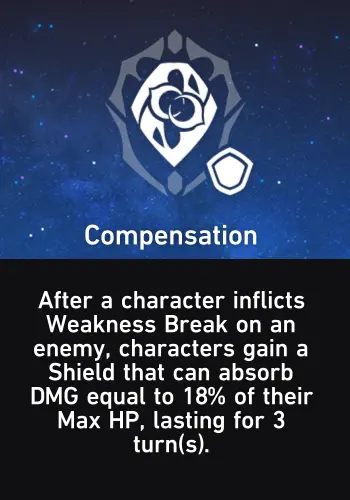 Compensation
After a character inflicts
Weakness Break on an
enemy, characters gain a
Shield that can absorb
DMG equal to 18% of their
Max HP, lasting for 3
turn(s).